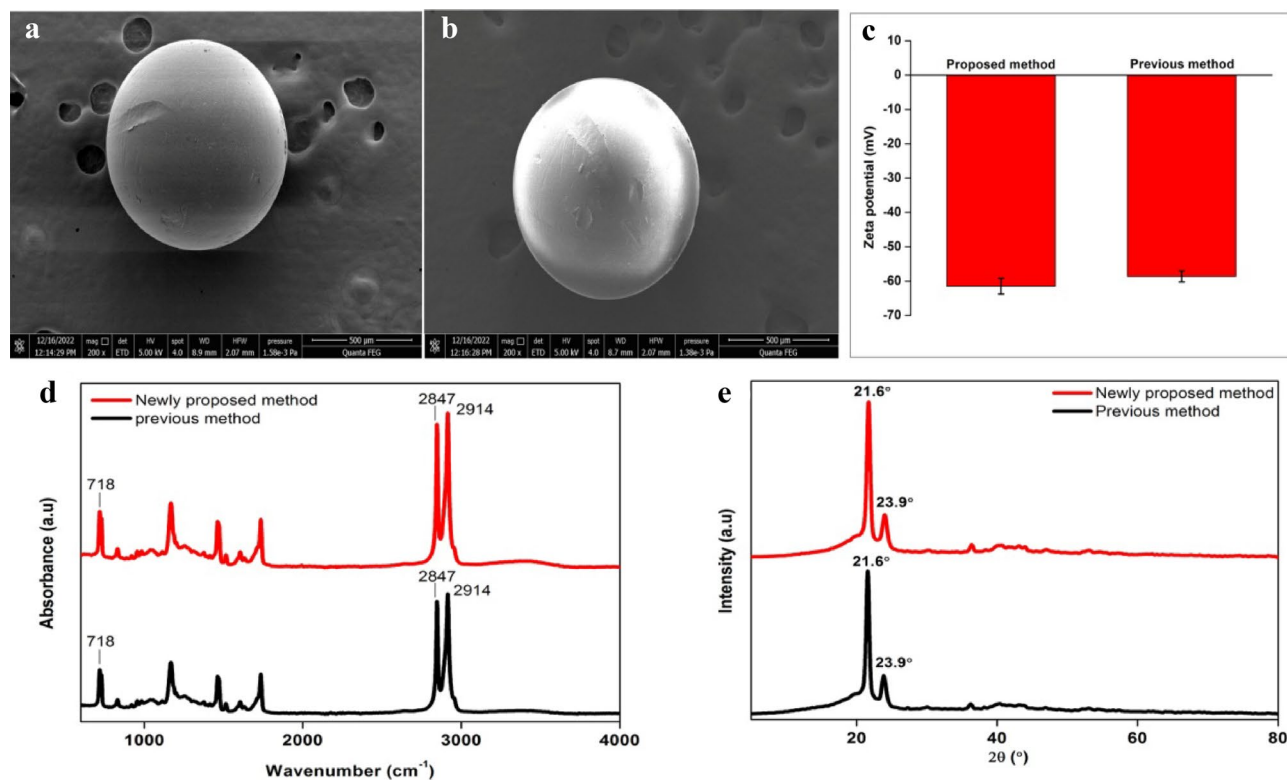 a
12/16/2022 mag □ det HV spot WD HFW pressure 500 µm
12:14:29 PM 200 x ETD 5.00 kV 4.0 8.9 mm 2.07 mm 1.58e-3 Pa Quanta FEG
b
12/16/2022 mag □ det HV spot WD HFW pressure 500 µm
12:16:28 PM 200 x ETD 5.00 kV 4.0 8.7 mm 2.07 mm 1.38e-3 Pa Quanta FEG
c
10
0
-10
-20
-30
-40
-50
-60
-70
Zeta potential (mV)
Proposed method
Previous method
d
Newly proposed method
previous method
2847
2914
718
2847
2914
718
Absorbance (a.u)
1000 2000 3000 4000
Wavenumber (cm⁻¹)
e
Newly proposed method
Previous method
21.6°
23.9°
21.6°
23.9°
Intensity (a.u)
20 40 60 80
2θ (°)